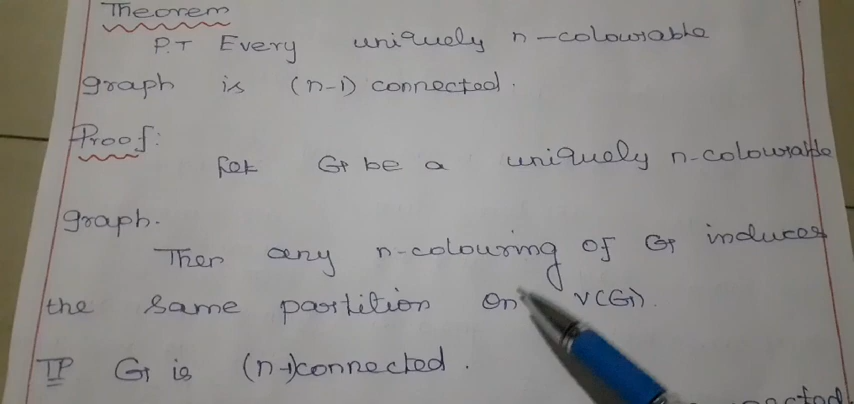 Theorem
P.T Every uniquely n-colourable
graph is (n-1) connected.
Proof:
Let G be a uniquely n-colourable
graph.
Then any n-colouring of G induces
the same partition on V(G).
TP G is (n-1)connected.